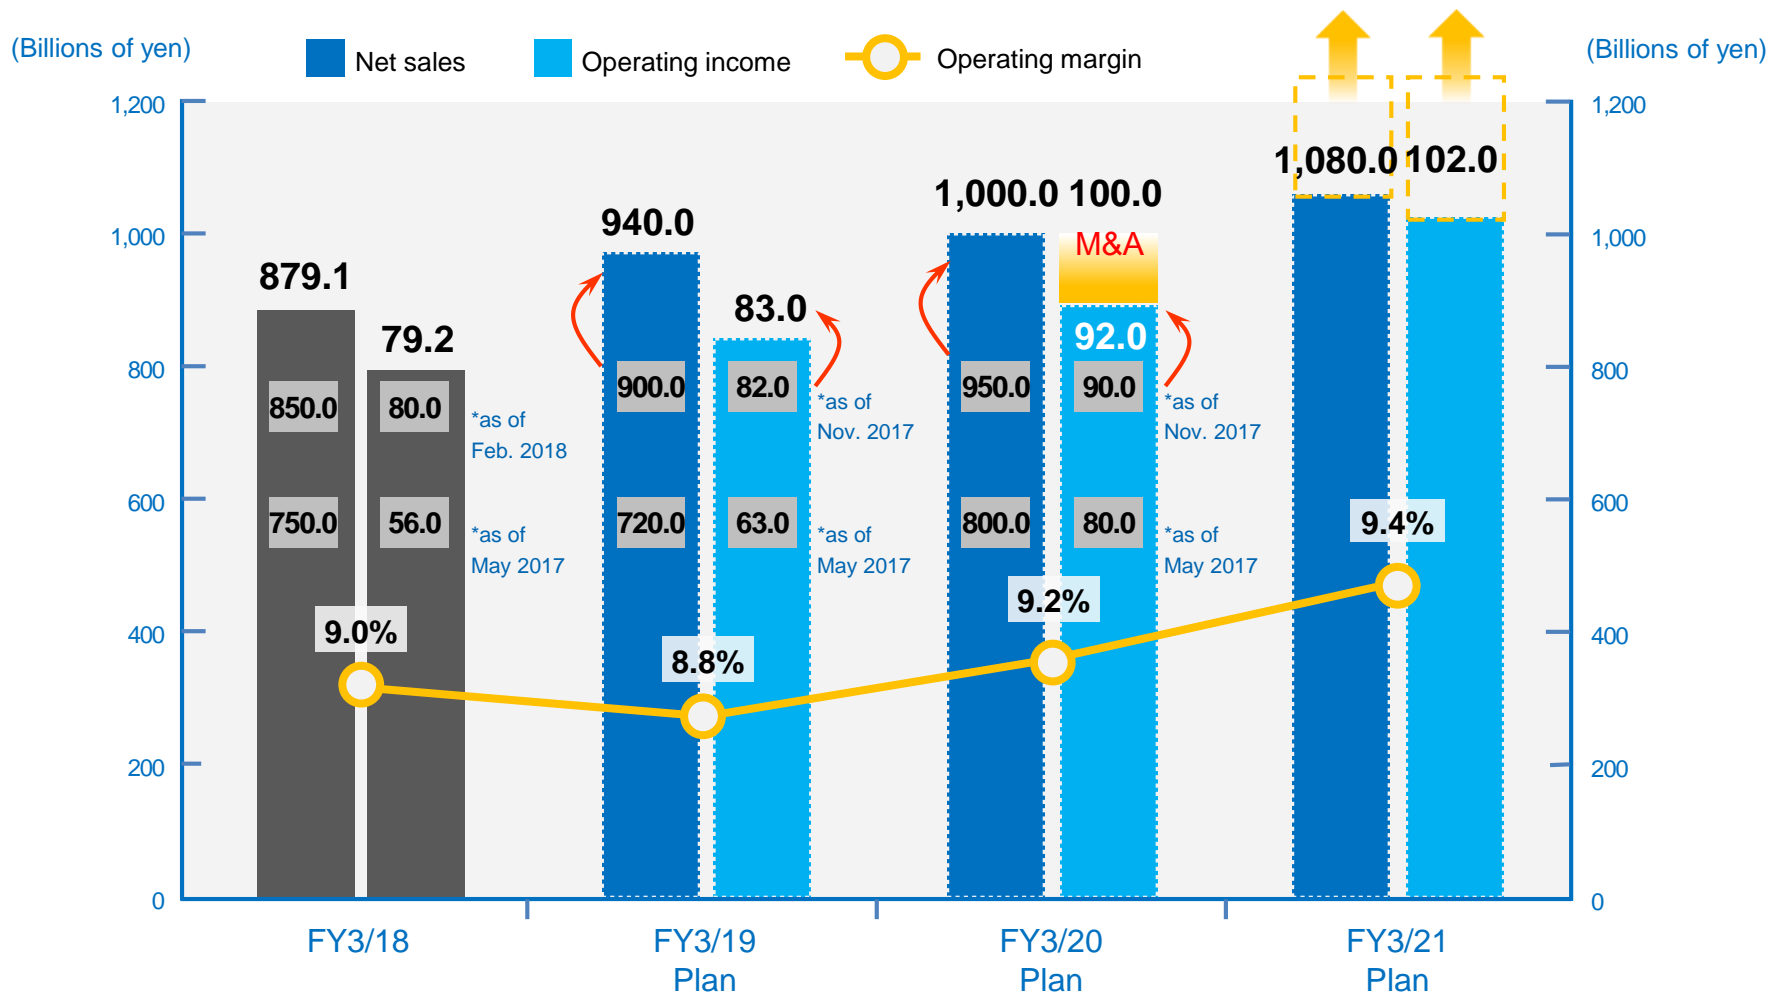 (Billions of yen)
Net sales
Operating income
Operating margin
(Billions of yen)
1,200
1,000
800
600
400
200
0
1,200
1,000
800
600
400
200
0
879.1
79.2
850.0
80.0
*as of
Feb. 2018
750.0
56.0
*as of
May 2017
9.0%
940.0
83.0
900.0
82.0
*as of
Nov. 2017
720.0
63.0
*as of
May 2017
8.8%
1,000.0
100.0
M&A
92.0
950.0
90.0
*as of
Nov. 2017
800.0
80.0
*as of
May 2017
9.2%
1,080.0
102.0
9.4%
FY3/18
FY3/19
Plan
FY3/20
Plan
FY3/21
Plan